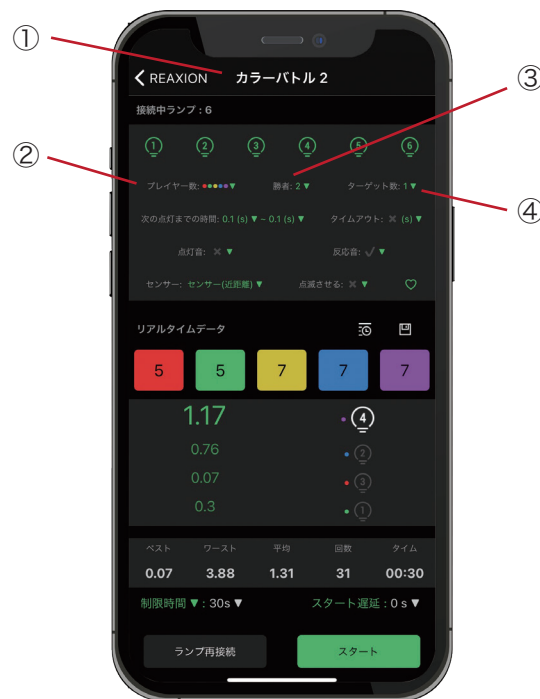 ①
②
③
④
REAXION カラーバトル 2
接続中ランプ : 6
1 2 3 4 5 6
プレイヤー数: ▼ 勝者: 2 ▼ ターゲット数: 1 ▼
次の点灯までの時間: 0.1 (s) ▼ ~ 0.1 (s) ▼ タイムアウト: ✕ (s) ▼
点灯音: ✕ ▼ 反応音: ✓ ▼
センサー: センサー(近距離) ▼ 点滅させる: ✕ ▼
リアルタイムデータ
5 5 7 7 7
1.17 4
0.76 2
0.07 3
0.3 1
ベスト ワースト 平均 回数 タイム
0.07 3.88 1.31 31 00:30
制限時間 ▼ : 30s ▼ スタート遅延 : 0 s ▼
ランプ再接続 スタート